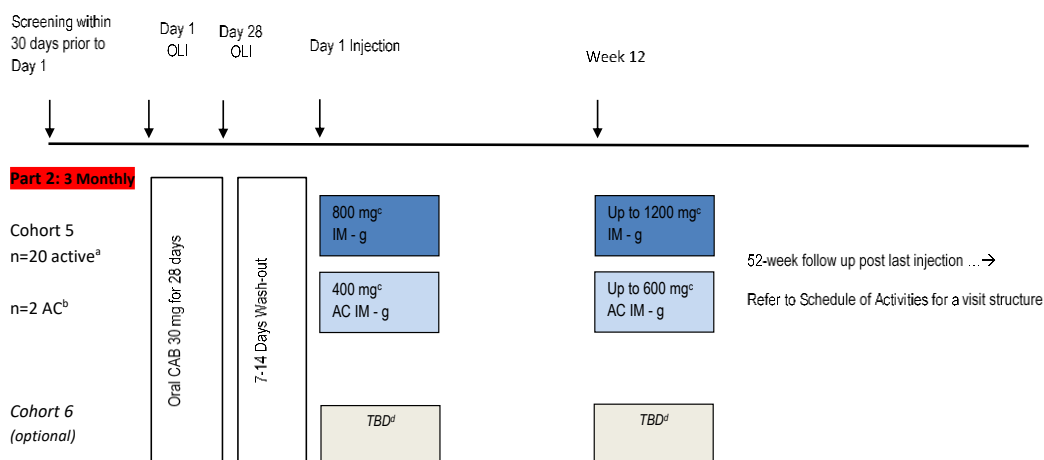 Screening within
30 days prior to
Day 1
Day 1
OLI
Day 28
OLI
Day 1 Injection
Week 12
Part 2: 3 Monthly
Cohort 5
n=20 activeᵃ
n=2 ACᵇ
Cohort 6
(optional)
Oral CAB 30 mg for 28 days
7-14 Days Wash-out
800 mgᶜ
IM - g
400 mgᶜ
AC IM - g
TBDᵈ
Up to 1200 mgᶜ
IM - g
Up to 600 mgᶜ
AC IM - g
TBDᵈ
52-week follow up post last injection …→
Refer to Schedule of Activities for a visit structure